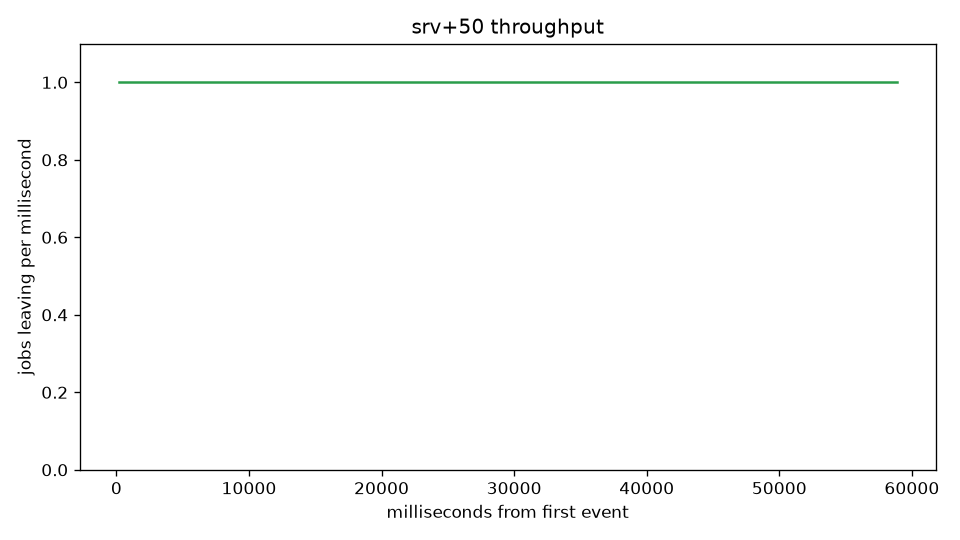 srv+50 throughput
jobs leaving per millisecond
1.0
0.8
0.6
0.4
0.2
0.0
0 10000 20000 30000 40000 50000 60000
milliseconds from first event